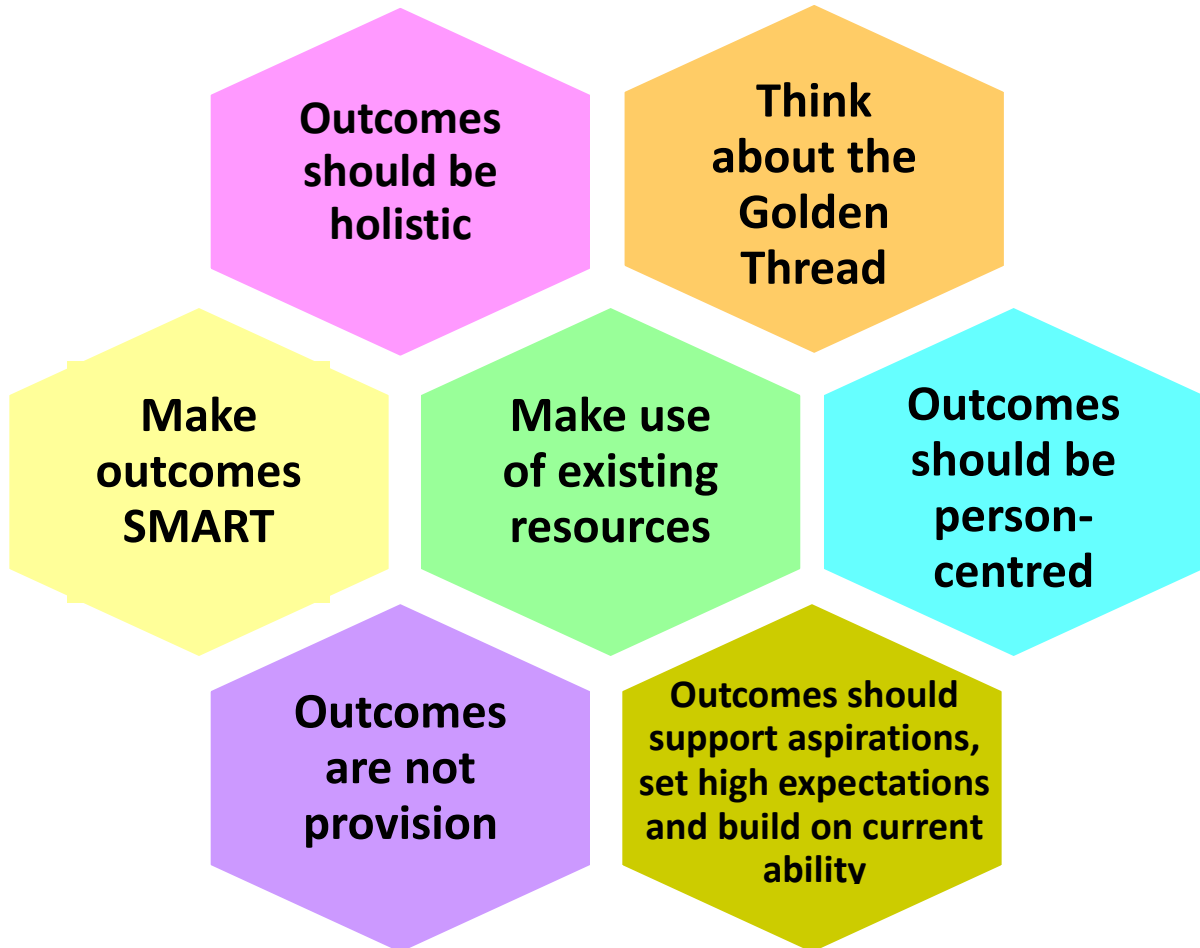 Outcomes
should be
holistic
Think
about the
Golden
Thread
Make
outcomes
SMART
Make use
of existing
resources
Outcomes
should be
person-
centred
Outcomes
are not
provision
Outcomes should
support aspirations,
set high expectations
and build on current
ability